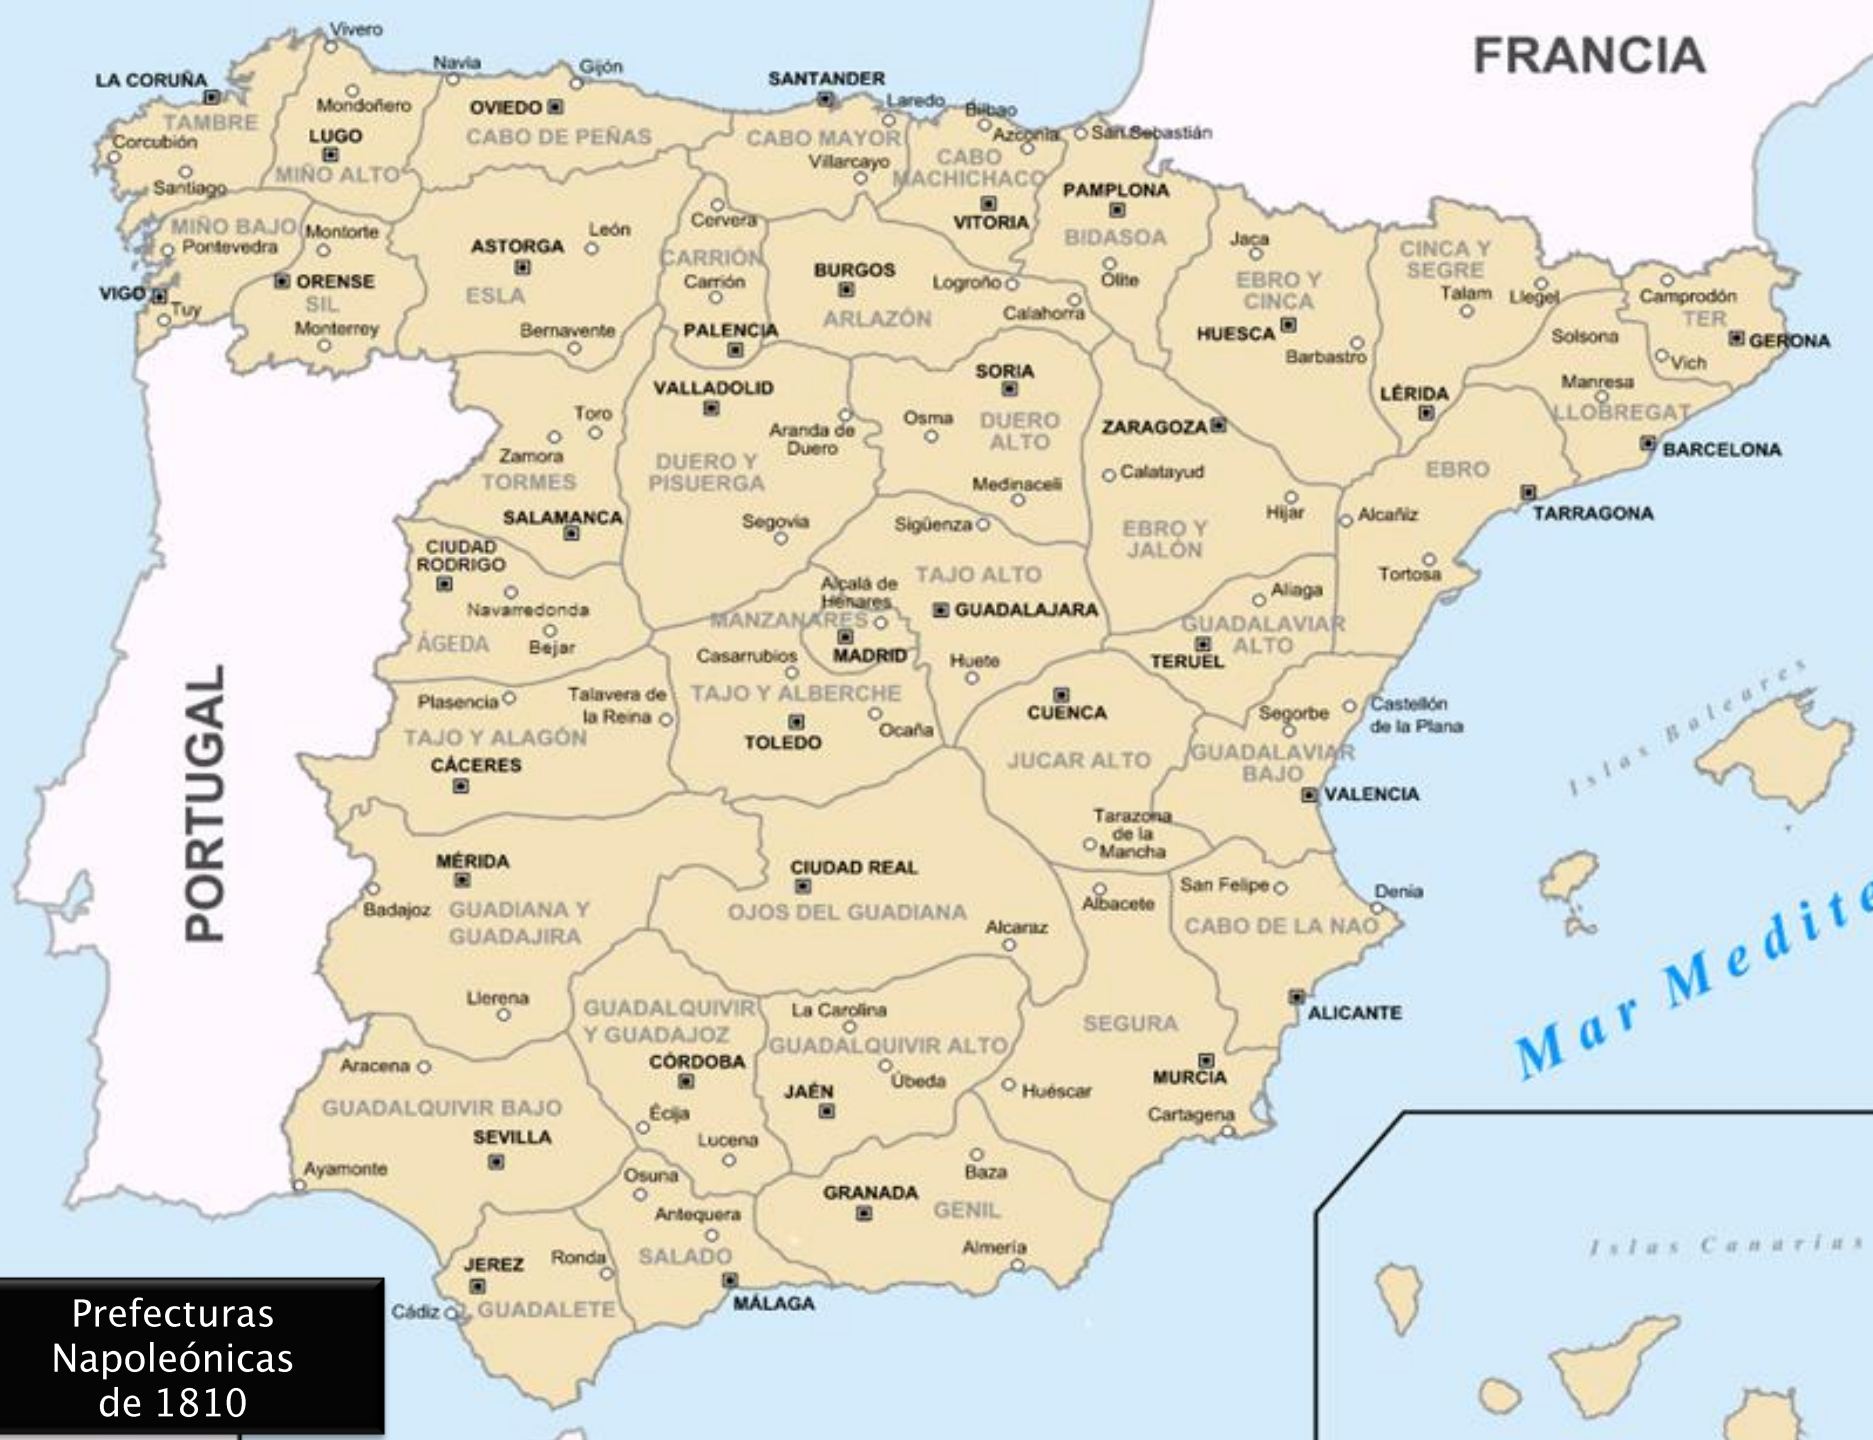 Vivero
FRANCIA
Navia
Gijón
LA CORUÑA
SANTANDER
Mondoñero
OVIEDO
Laredo
Bilbao
TAMBRE
LUGO
CABO DE PEÑAS
CABO MAYOR
Azconia
San Sebastián
Corcubión
Villarcayo
CABO
MACHICHACO
MIÑO ALTO
Santiago
PAMPLONA
MIÑO BAJO
Montorte
León
Cervera
VITORIA
Pontevedra
ASTORGA
BIDASOA
Jaca
CINCA Y
SEGRE
CARRIÓN
BURGOS
Logroño
Olite
EBRO Y
CINCA
VIGO
ORENSE
SIL
ESLA
Carrión
Talam
Llegel
Camprodón
TER
Tuy
Monterrey
Bernavente
PALENCIA
ARLAZÓN
Calahorra
HUESCA
Barbastro
Solsona
GERONA
Vich
VALLADOLID
SORIA
LÉRIDA
Manresa
LLOBREGAT
Toro
Aranda de
Duero
Osma
DUERO
ALTO
ZARAGOZA
BARCELONA
Zamora
TORMES
DUERO Y
PISUERGA
Medinaceli
Calatayud
EBRO
SALAMANCA
Segovia
Sigüenza
EBRO Y
JALÓN
Hijar
Alcañiz
TARRAGONA
CIUDAD
RODRIGO
Navarredonda
Alcalá de
Henares
TAJO ALTO
Aliaga
Tortosa
MANZANARES
GUADALAJARA
GUADALAVIAR
ALTO
ÁGEDA
Bejar
Casarrubios
MADRID
Huete
TERUEL
PORTUGAL
Plasencia
Talavera de
la Reina
TAJO Y ALBERCHE
CUENCA
Segorbe
Castellón
de la Plana
Islas Baleares
TAJO Y ALAGÓN
TOLEDO
Ocaña
JUCAR ALTO
GUADALAVIAR
BAJO
CÁCERES
VALENCIA
Tarazona
de la
Mancha
MÉRIDA
CIUDAD REAL
San Felipe
Denia
Badajoz
GUADIANA Y
GUADAJIRA
OJOS DEL GUADIANA
Alcaraz
Albacete
CABO DE LA NAO
Mar Medite
Llerena
GUADALQUIVIR
Y GUADAJOZ
La Carolina
SEGURA
ALICANTE
GUADALQUIVIR ALTO
Aracena
CÓRDOBA
JAÉN
Úbeda
Huéscar
MURCIA
GUADALQUIVIR BAJO
Écija
Cartagena
SEVILLA
Lucena
Ayamonte
Osuna
Baza
GRANADA
GENIL
Antequera
Islas Canarias
JEREZ
Ronda
SALADO
Almería
Cádiz
GUADALETE
MÁLAGA
Prefecturas
Napoleónicas
de 1810